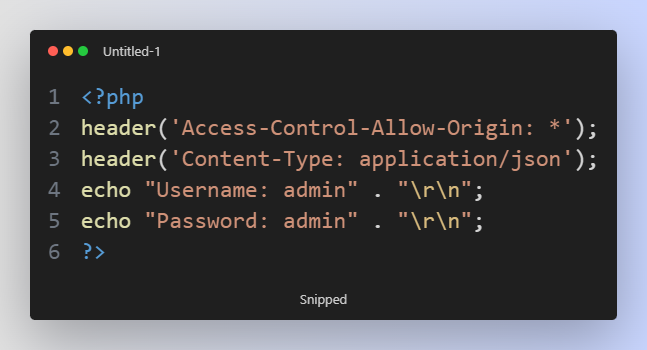 Untitled-1
1 <?php
2 header('Access-Control-Allow-Origin: *');
3 header('Content-Type: application/json');
4 echo "Username: admin" . "\r\n";
5 echo "Password: admin" . "\r\n";
6 ?>
Snipped